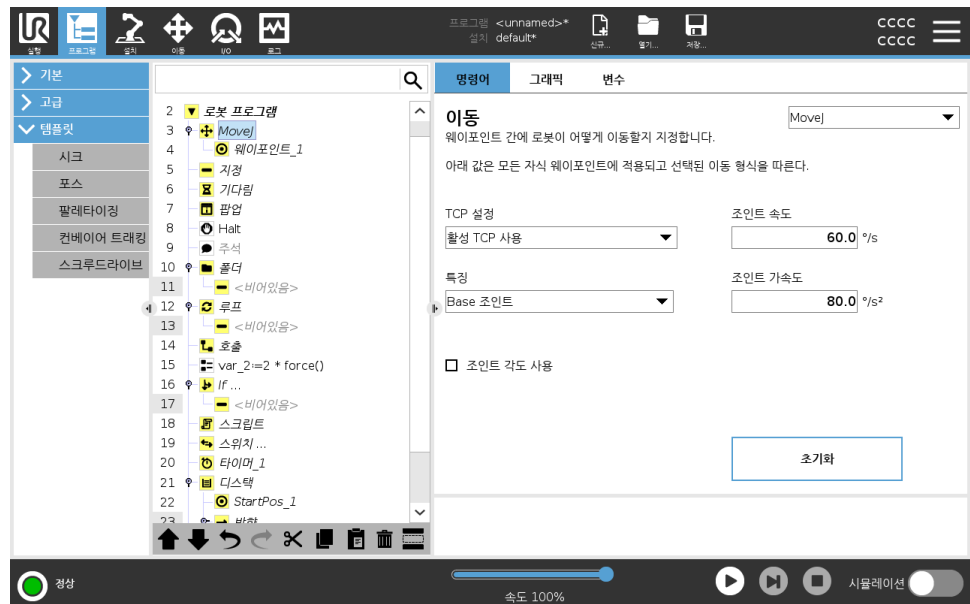 UR
실행
프로그램
설치
이동
I/O
로그
프로그램 <unnamed>*
설치 default*
신규...
열기...
저장...
CCCC
CCCC
기본
고급
템플릿
시크
포스
팔레타이징
컨베이어 트래킹
스크루드라이브
2 로봇 프로그램
3 MoveJ
4 웨이포인트_1
5 지정
6 기다림
7 팝업
8 Halt
9 주석
10 폴더
11 <비어있음>
12 루프
13 <비어있음>
14 호출
15 var_2:=2 * force()
16 If ...
17 <비어있음>
18 스크립트
19 스위치 ...
20 타이머_1
21 디스택
22 StartPos_1
23 방향
명령어
그래픽
변수
이동
MoveJ
웨이포인트 간에 로봇이 어떻게 이동할지 지정합니다.
아래 값은 모든 자식 웨이포인트에 적용되고 선택된 이동 형식을 따른다.
TCP 설정
조인트 속도
활성 TCP 사용
60.0 °/s
특징
조인트 가속도
Base 조인트
80.0 °/s²
조인트 각도 사용
초기화
정상
속도 100%
시뮬레이션